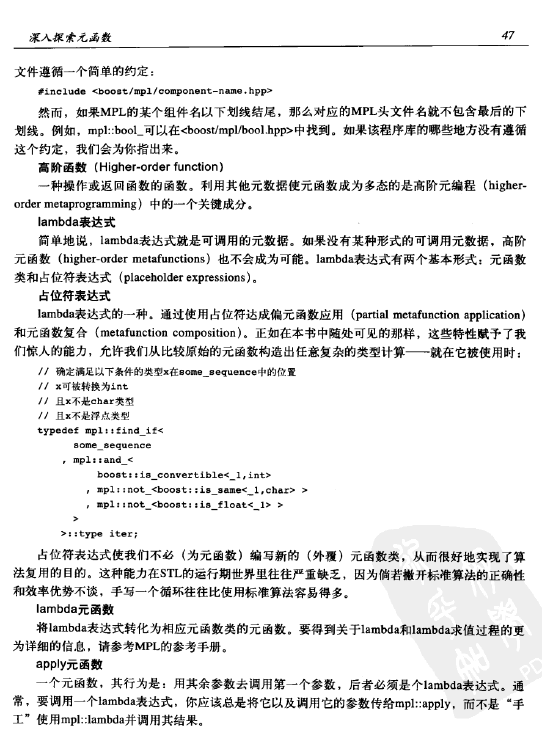 深入探索元函数 47
文件遵循一个简单的约定：
#include <boost/mpl/component-name.hpp>
然而，如果MPL的某个组件名以下划线结尾，那么对应的MPL头文件名就不包含最后的下
划线。例如，mpl::bool_可以在<boost/mpl/bool.hpp>中找到。如果该程序库的哪些地方没有遵循
这个约定，我们会为你指出来。
高阶函数（Higher-order function）
一种操作或返回函数的函数。利用其他元数据使元函数成为多态的是高阶元编程（higher-
order metaprogramming）中的一个关键成分。
lambda表达式
简单地说，lambda表达式就是可调用的元数据。如果没有某种形式的可调用元数据，高阶
元函数（higher-order metafunctions）也不会成为可能。lambda表达式有两个基本形式：元函数
类和占位符表达式（placeholder expressions）。
占位符表达式
lambda表达式的一种。通过使用占位符达成偏元函数应用（partial metafunction application）
和元函数复合（metafunction composition）。正如在本书中随处可见的那样，这些特性赋予了我
们惊人的能力，允许我们从比较原始的元函数构造出任意复杂的类型计算——就在它被使用时：
// 确定满足以下条件的类型x在some_sequence中的位置
// x可被转换为int
// 且x不是char类型
// 且x不是浮点类型
typedef mpl::find_if<
some_sequence
, mpl::and_<
boost::is_convertible<_1,int>
, mpl::not_<boost::is_same<_1,char> >
, mpl::not_<boost::is_float<_1> >
>
>::type iter;
占位符表达式使我们不必（为元函数）编写新的（外覆）元函数类，从而很好地实现了算
法复用的目的。这种能力在STL的运行期世界里往往严重缺乏，因为倘若撇开标准算法的正确性
和效率优势不谈，手写一个循环往往比使用标准算法容易得多。
lambda元函数
将lambda表达式转化为相应元函数类的元函数。要得到关于lambda和lambda求值过程的更
为详细的信息，请参考MPL的参考手册。
apply元函数
一个元函数，其行为是：用其余参数去调用第一个参数，后者必须是个lambda表达式。通
常，要调用一个lambda表达式，你应该总是将它以及调用它的参数传给mpl::apply，而不是“手
工”使用mpl::lambda并调用其结果。